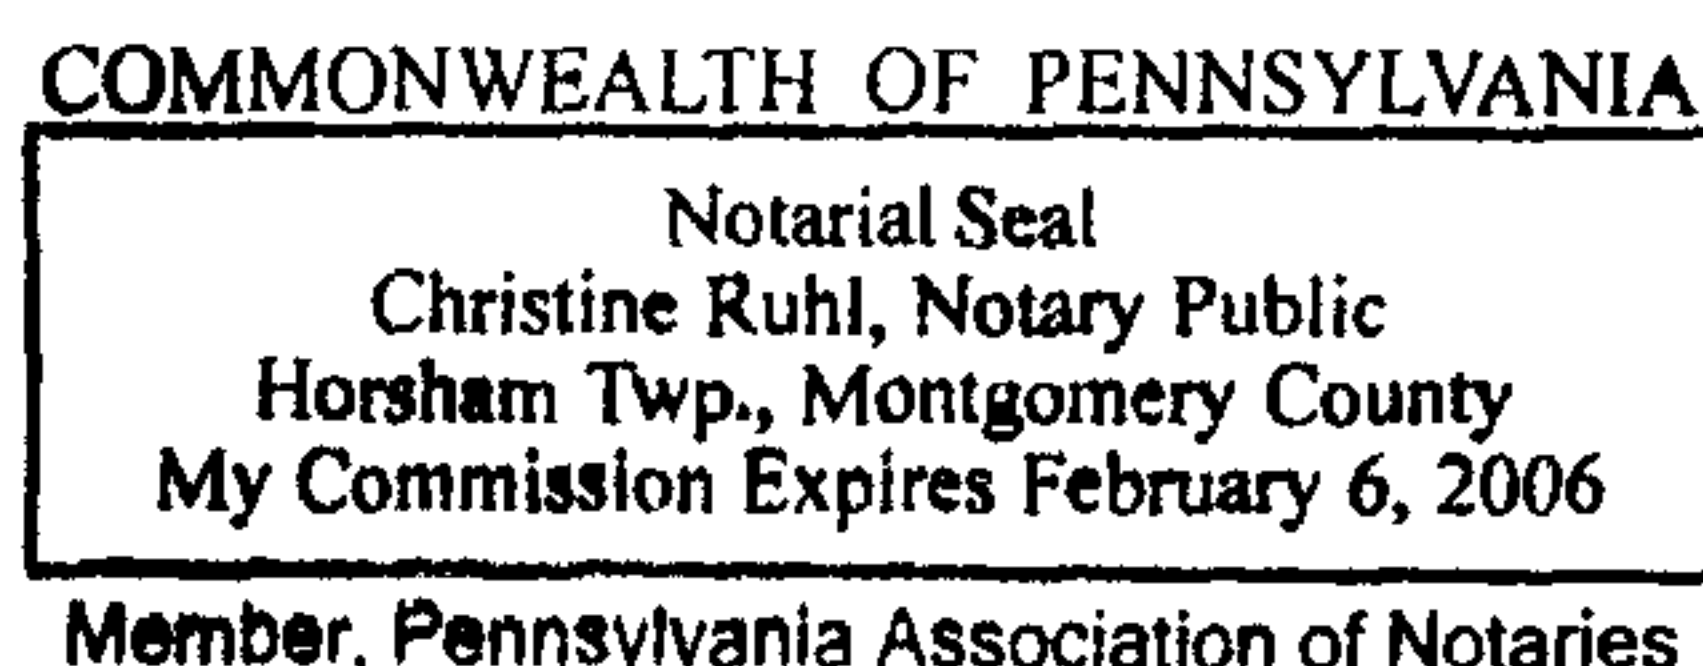 COMMONWEALTH OF PENNSYLVANIA
Notarial Seal
Christine Ruhl, Notary Public
Horsham Twp., Montgomery County
My Commission Expires February 6, 2006
Member, Pennsylvania Association of Notaries